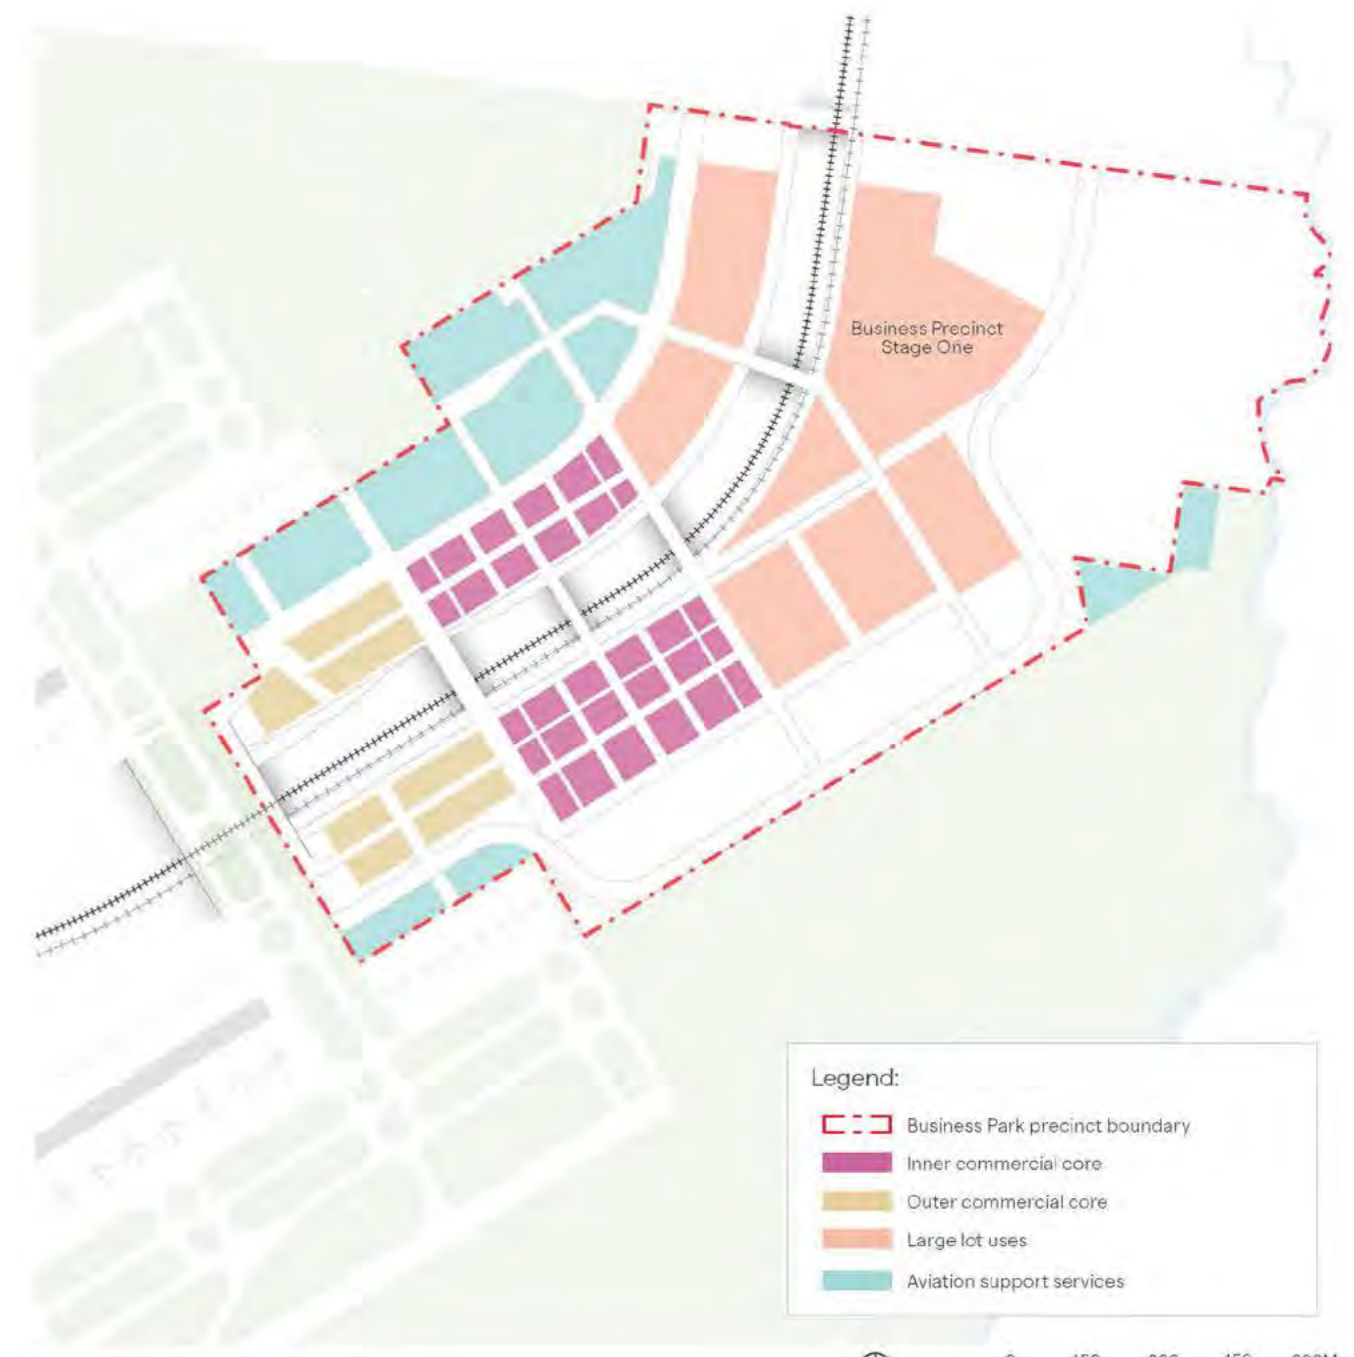 Business Precinct
Stage One
Legend:
Business Park precinct boundary
Inner commercial core
Outer commercial core
Large lot uses
Aviation support services